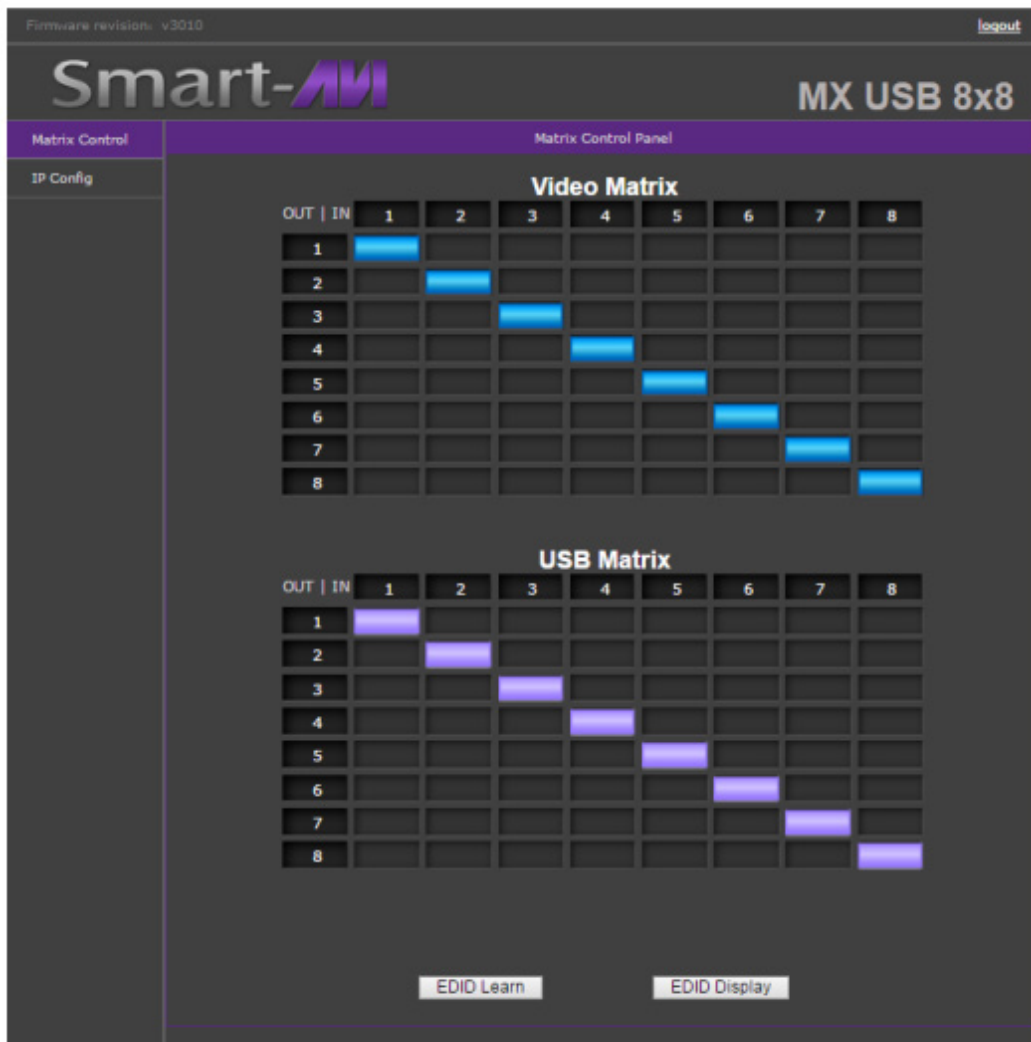 Firmware revision: v3010
logout
Smart-AVI
MX USB 8x8
Matrix Control
Matrix Control Panel
IP Config
Video Matrix
OUT | IN 1 2 3 4 5 6 7 8
1
2
3
4
5
6
7
8
USB Matrix
OUT | IN 1 2 3 4 5 6 7 8
1
2
3
4
5
6
7
8
EDID Learn
EDID Display